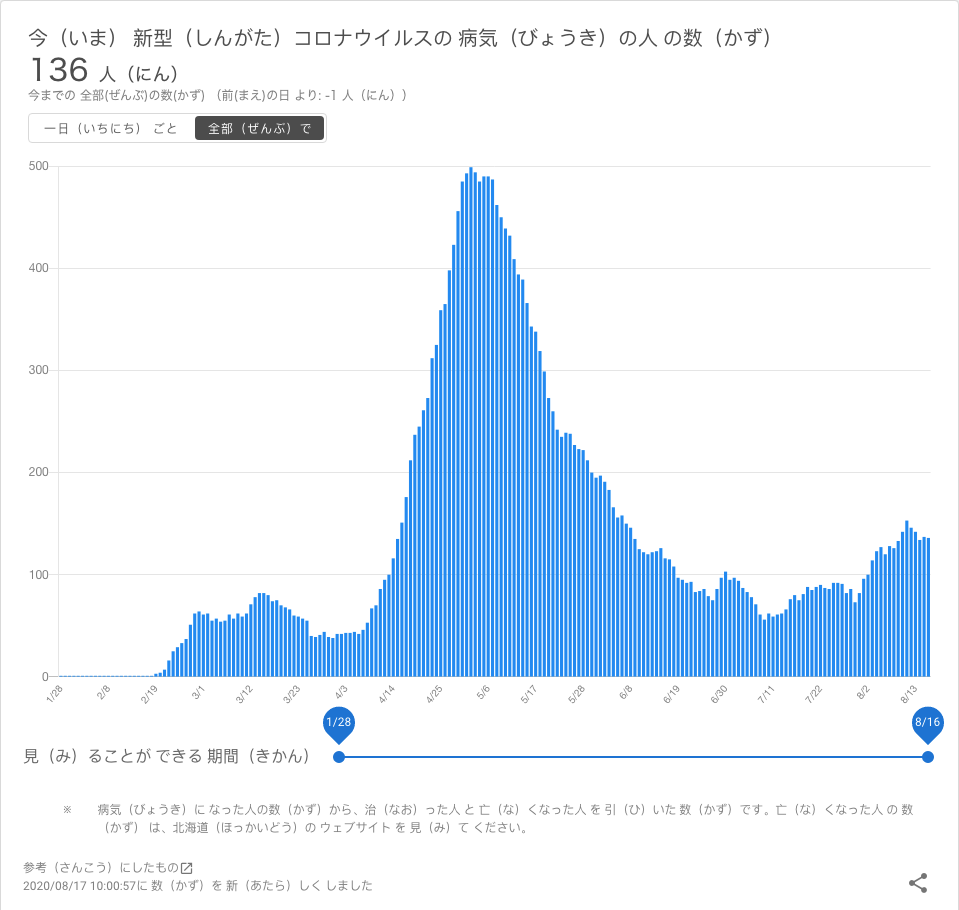 今（いま） 新型（しんがた）コロナウイルスの 病気（びょうき）の人 の数（かず）
136 人（にん）
今までの 全部(ぜんぶ)の数(かず) （前(まえ)の日 より: -1 人（にん））
一日（いちにち） ごと 全部（ぜんぶ）で
500
400
300
200
100
0
1/28 2/8 2/19 3/1 3/12 3/23 4/3 4/14 4/25 5/6 5/17 5/28 6/8 6/19 6/30 7/11 7/22 8/2 8/13
1/28 8/16
見（み）ることが できる 期間（きかん）
※ 病気（びょうき）に なった人の数（かず）から、治（なお）った人 と 亡（な）くなった人 を 引（ひ）いた 数（かず）です。亡（な）くなった人 の 数
（かず） は、北海道（ほっかいどう）の ウェブサイト を 見（み）て ください。
参考（さんこう）にしたもの
2020/08/17 10:00:57に 数（かず）を 新（あたら）しく しました